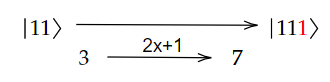 |11⟩ ⟶ |111⟩
3 2x+1 ⟶ 7